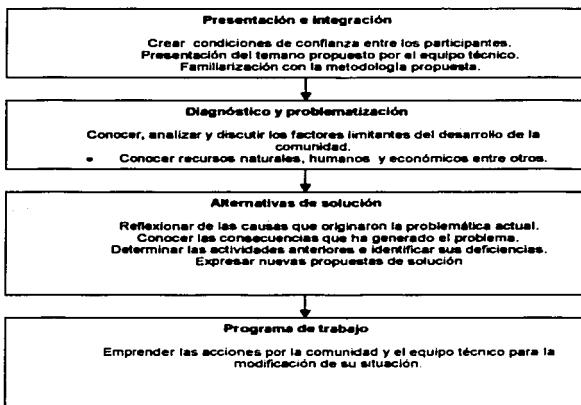 Presentación e integración
Crear condiciones de confianza entre los participantes.
Presentación del temano propuesto por el equipo técnico.
Familiarización con la metodología propuesta.
Diagnóstico y problematización
Conocer, analizar y discutir los factores limitantes del desarrollo de la
comunidad.
• Conocer recursos naturales, humanos y económicos entre otros.
Alternativas de solución
Reflexionar de las causas que originaron la problemática actual.
Conocer las consecuencias que ha generado el problema.
Determinar las actividades anteriores e identificar sus deficiencias.
Expresar nuevas propuestas de solución
Programa de trabajo
Emprender las acciones por la comunidad y el equipo técnico para la
modificación de su situación.